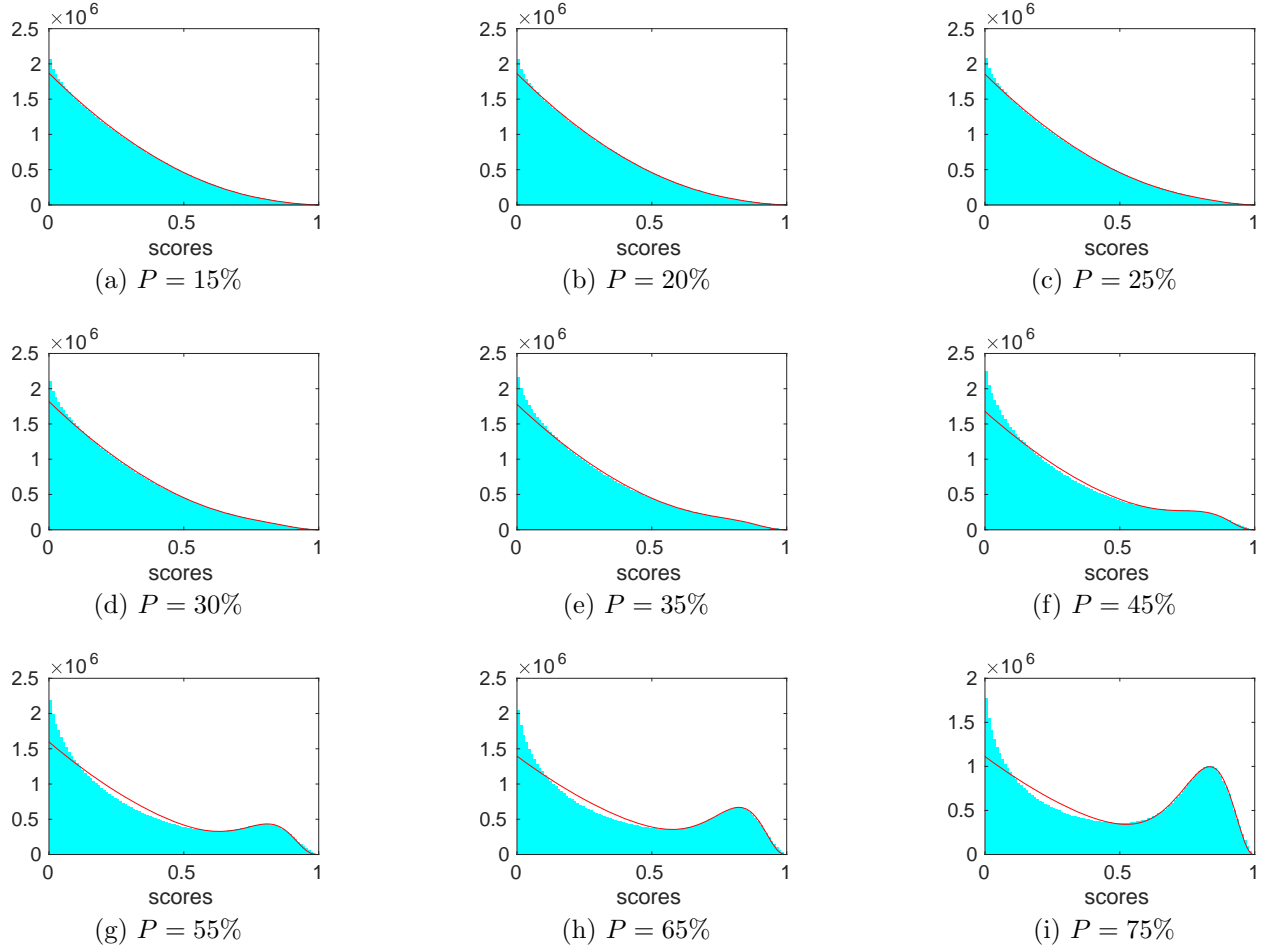 ×10^6
2.5
2
1.5
1
0.5
0
0 0.5 1
scores
(a) P = 15%
×10^6
2.5
2
1.5
1
0.5
0
0 0.5 1
scores
(b) P = 20%
×10^6
2.5
2
1.5
1
0.5
0
0 0.5 1
scores
(c) P = 25%
×10^6
2.5
2
1.5
1
0.5
0
0 0.5 1
scores
(d) P = 30%
×10^6
2.5
2
1.5
1
0.5
0
0 0.5 1
scores
(e) P = 35%
×10^6
2.5
2
1.5
1
0.5
0
0 0.5 1
scores
(f) P = 45%
×10^6
2.5
2
1.5
1
0.5
0
0 0.5 1
scores
(g) P = 55%
×10^6
2.5
2
1.5
1
0.5
0
0 0.5 1
scores
(h) P = 65%
×10^6
2
1.5
1
0.5
0
0 0.5 1
scores
(i) P = 75%